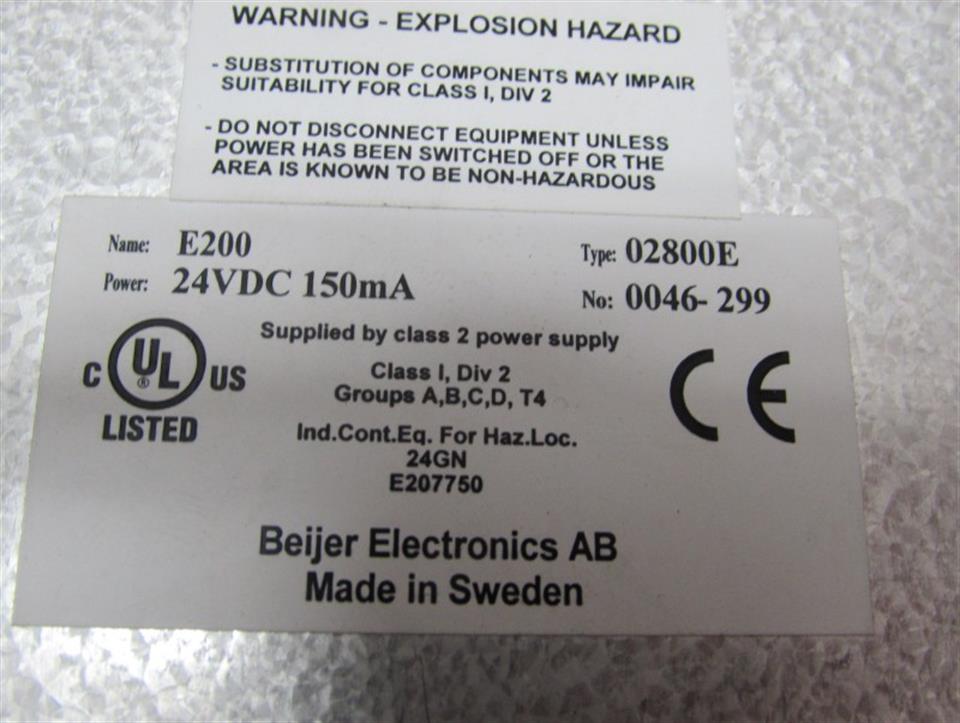 WARNING - EXPLOSION HAZARD
- SUBSTITUTION OF COMPONENTS MAY IMPAIR
SUITABILITY FOR CLASS I, DIV 2
- DO NOT DISCONNECT EQUIPMENT UNLESS
POWER HAS BEEN SWITCHED OFF OR THE
AREA IS KNOWN TO BE NON-HAZARDOUS
Name: E200
Type: 02800E
Power: 24VDC 150mA
No: 0046- 299
Supplied by class 2 power supply
C UL ® US
LISTED
Class I, Div 2
Groups A,B,C,D, T4
Ind.Cont.Eq. For Haz.Loc.
24GN
E207750
CE
Beijer Electronics AB
Made in Sweden